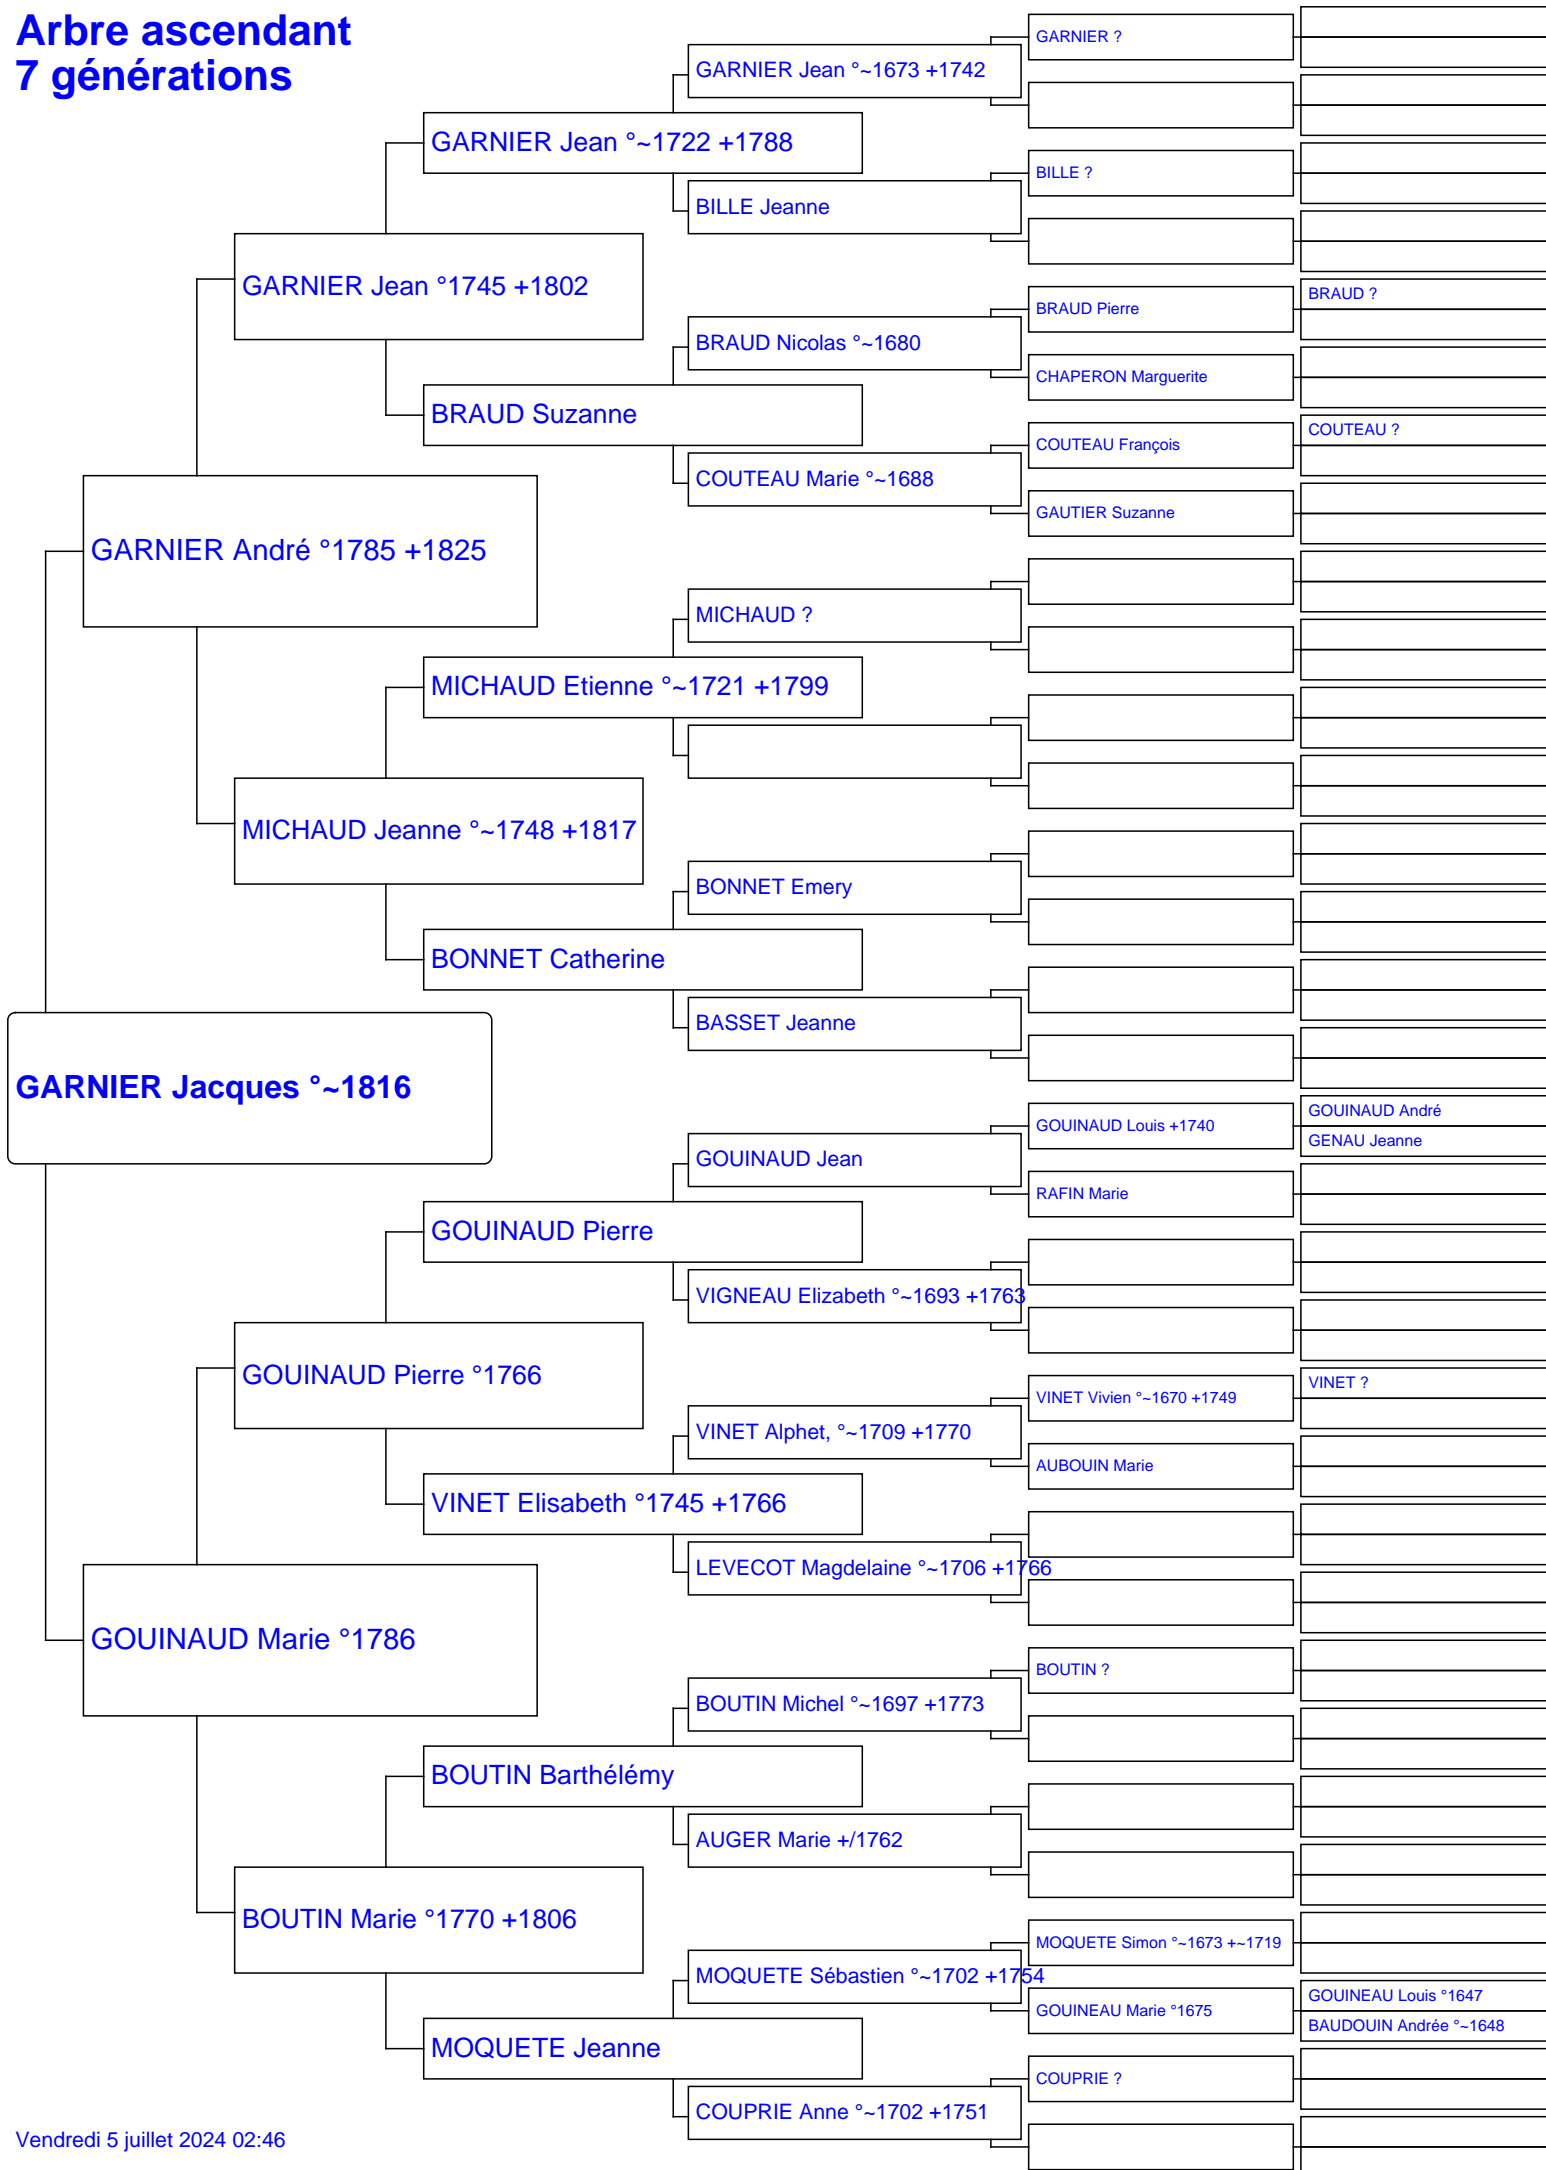 Arbre ascendant
7 générations
GARNIER ?
GARNIER Jean °~1673 +1742
GARNIER Jean °~1722 +1788
BILLE ?
BILLE Jeanne
GARNIER Jean °1745 +1802
BRAUD ?
BRAUD Pierre
BRAUD Nicolas °~1680
CHAPERON Marguerite
BRAUD Suzanne
COUTEAU ?
COUTEAU François
COUTEAU Marie °~1688
GAUTIER Suzanne
GARNIER André °1785 +1825
MICHAUD ?
MICHAUD Etienne °~1721 +1799
MICHAUD Jeanne °~1748 +1817
BONNET Emery
BONNET Catherine
BASSET Jeanne
GARNIER Jacques °~1816
GOUINAUD André
GOUINAUD Louis +1740
GENAU Jeanne
GOUINAUD Jean
RAFIN Marie
GOUINAUD Pierre
VIGNEAU Elizabeth °~1693 +1763
GOUINAUD Pierre °1766
VINET ?
VINET Vivien °~1670 +1749
VINET Alphet, °~1709 +1770
AUBOUIN Marie
VINET Elisabeth °1745 +1766
LEVECOT Magdelaine °~1706 +1766
GOUINAUD Marie °1786
BOUTIN ?
BOUTIN Michel °~1697 +1773
BOUTIN Barthélémy
AUGER Marie +/1762
BOUTIN Marie °1770 +1806
MOQUETE Simon °~1673 +~1719
MOQUETE Sébastien °~1702 +1754
GOUINEAU Louis °1647
GOUINEAU Marie °1675
BAUDOUIN Andrée °~1648
MOQUETE Jeanne
COUPRIE ?
COUPRIE Anne °~1702 +1751
Vendredi 5 juillet 2024 02:46